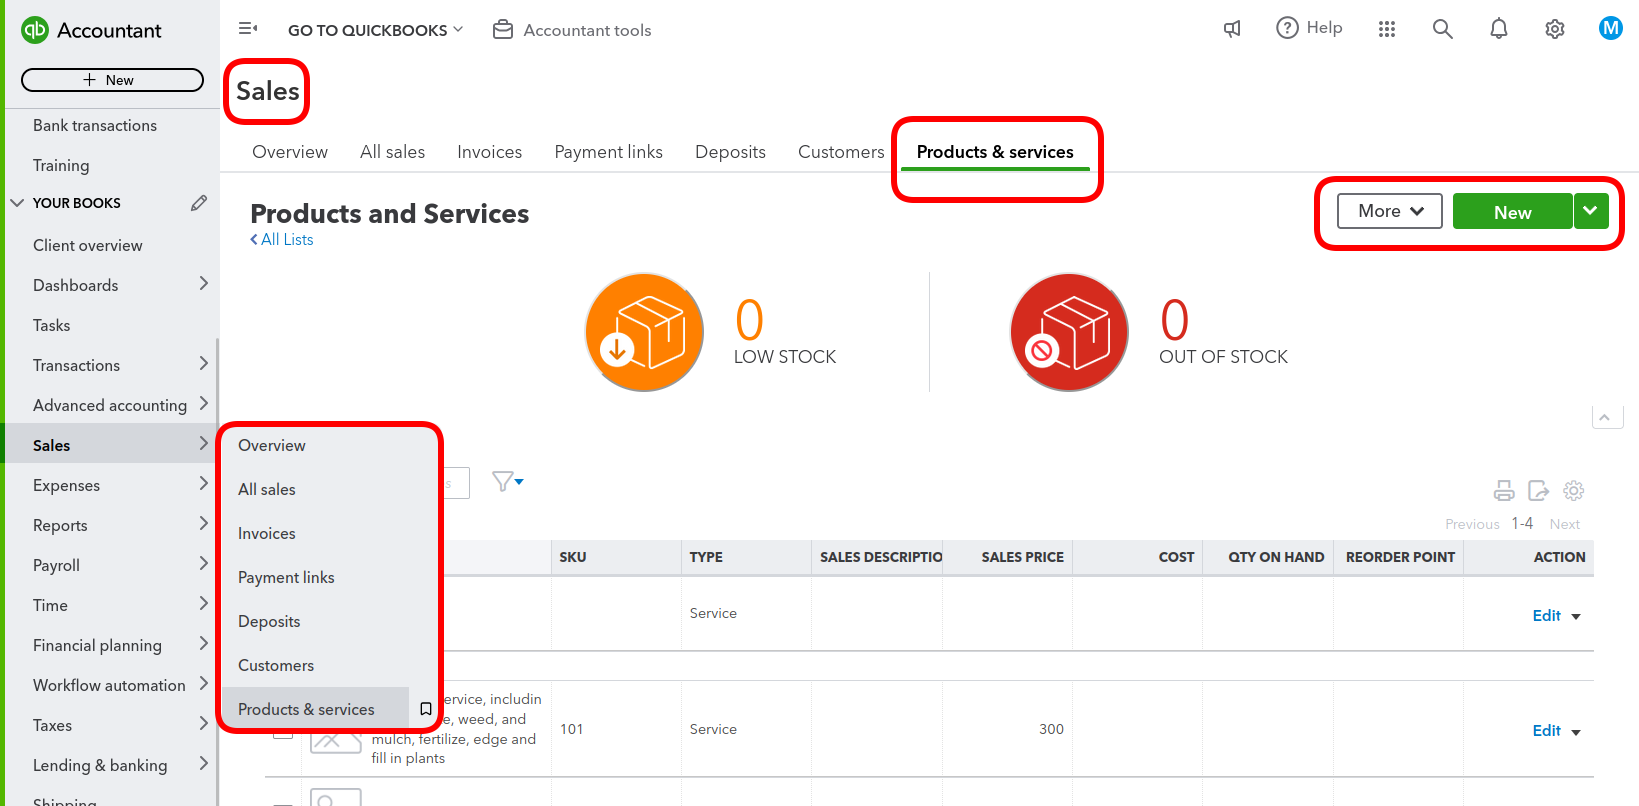 qb Accountant
GO TO QUICKBOOKS
Accountant tools
Help
M
+ New
Sales
Bank transactions
Training
YOUR BOOKS
Client overview
Dashboards
Tasks
Transactions
Advanced accounting
Sales
Expenses
Reports
Payroll
Time
Financial planning
Workflow automation
Taxes
Lending & banking
Shipping
Overview
All sales
Invoices
Payment links
Deposits
Customers
Products & services
Products and Services
All Lists
More
New
0
LOW STOCK
0
OUT OF STOCK
Overview
All sales
Invoices
Payment links
Deposits
Customers
Products & services
s
Previous 1-4 Next
SKU TYPE SALES DESCRIPTIO SALES PRICE COST QTY ON HAND REORDER POINT ACTION
Service Edit
ervice, includin
e, weed, and
mulch, fertilize, edge and
fill in plants
101 Service 300 Edit